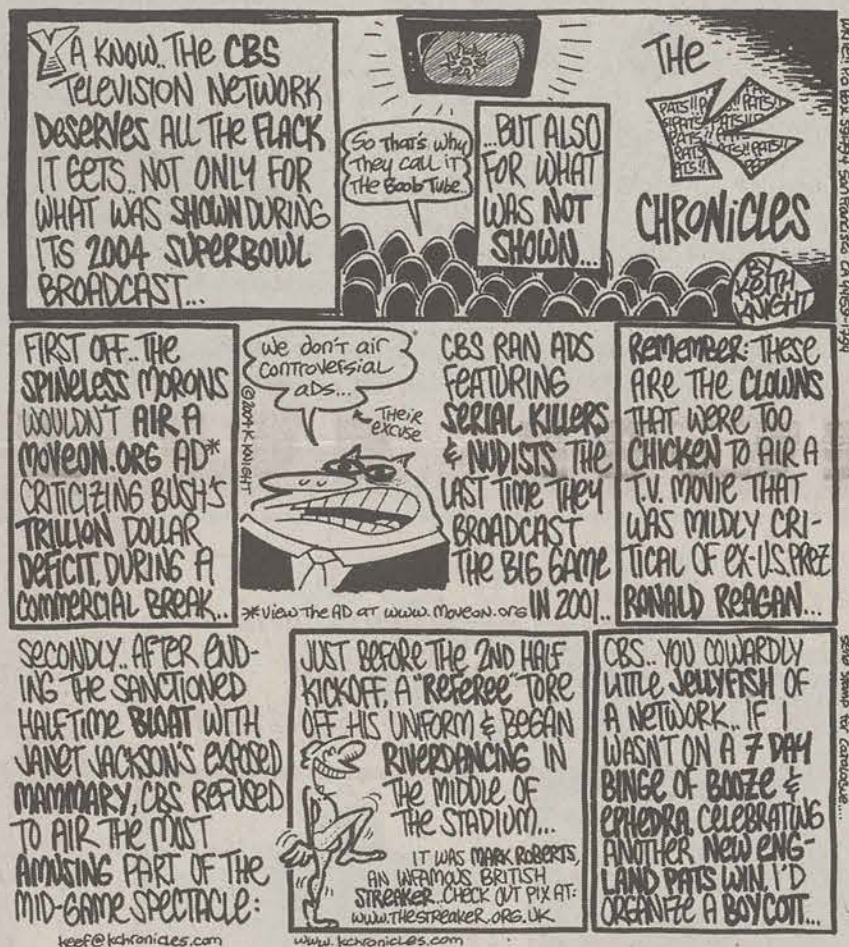 YA KNOW.. THE CBS
TELEVISION NETWORK
DESERVES ALL THE FLACK
IT GETS.. NOT ONLY FOR
WHAT WAS SHOWN DURING
ITS 2004 SUPERBOWL
BROADCAST...
So THAT'S WHY
THEY CALL IT
THE BOOB TUBE..
...BUT ALSO
FOR WHAT
WAS NOT
SHOWN...
THE
K
PATS!!
CHRONICLES
BY
KEITH
KNIGHT
FIRST OFF.. THE
SPINELESS MORONS
WOULDN'T AIR A
MOVEON.ORG AD*
CRITICIZING BUSH'S
TRILLION DOLLAR
DEFICIT, DURING A
COMMERCIAL BREAK..
We DON'T AIR
CONTROVERSIAL
ADS...
THEIR
EXCUSE
©2004 K. KNIGHT
*VIEW THE AD AT WWW.MOVEON.ORG
CBS RAN ADS
FEATURING
SERIAL KILLERS
& NUDISTS THE
LAST TIME THEY
BROADCAST
THE BIG GAME
IN 2001..
REMEMBER: THESE
ARE THE CLOWNS
THAT WERE TOO
CHICKEN TO AIR A
T.V. MOVIE THAT
WAS MILDLY CRI-
TICAL OF EX-U.S. PREZ
RONALD REAGAN...
SECONDLY.. AFTER END-
ING THE SANCTIONED
HALFTIME BLOAT WITH
JANET JACKSON'S EXPOSED
MAMMARY, CBS REFUSED
TO AIR THE MOST
AMUSING PART OF THE
MID-GAME SPECTACLE:
JUST BEFORE THE 2ND HALF
KICKOFF, A "REFEREE" TORE
OFF HIS UNIFORM & BEGAN
RIVERDANCING IN
THE MIDDLE OF
THE STADIUM...
IT WAS MARK ROBERTS,
AN INFAMOUS BRITISH
STREAKER..CHECK OUT PIX AT:
WWW.THESTREAKER.ORG.UK
CBS.. YOU COWARDLY
LITTLE JELLYFISH OF
A NETWORK.. IF I
WASN'T ON A 7 DAY
BINGE OF BOOZE &
EPHEDRA, CELEBRATING
ANOTHER NEW ENG-
LAND PATS WIN, I'D
ORGANIZE A BOYCOTT...
keef@kchronicles.com
www.kchronicles.com